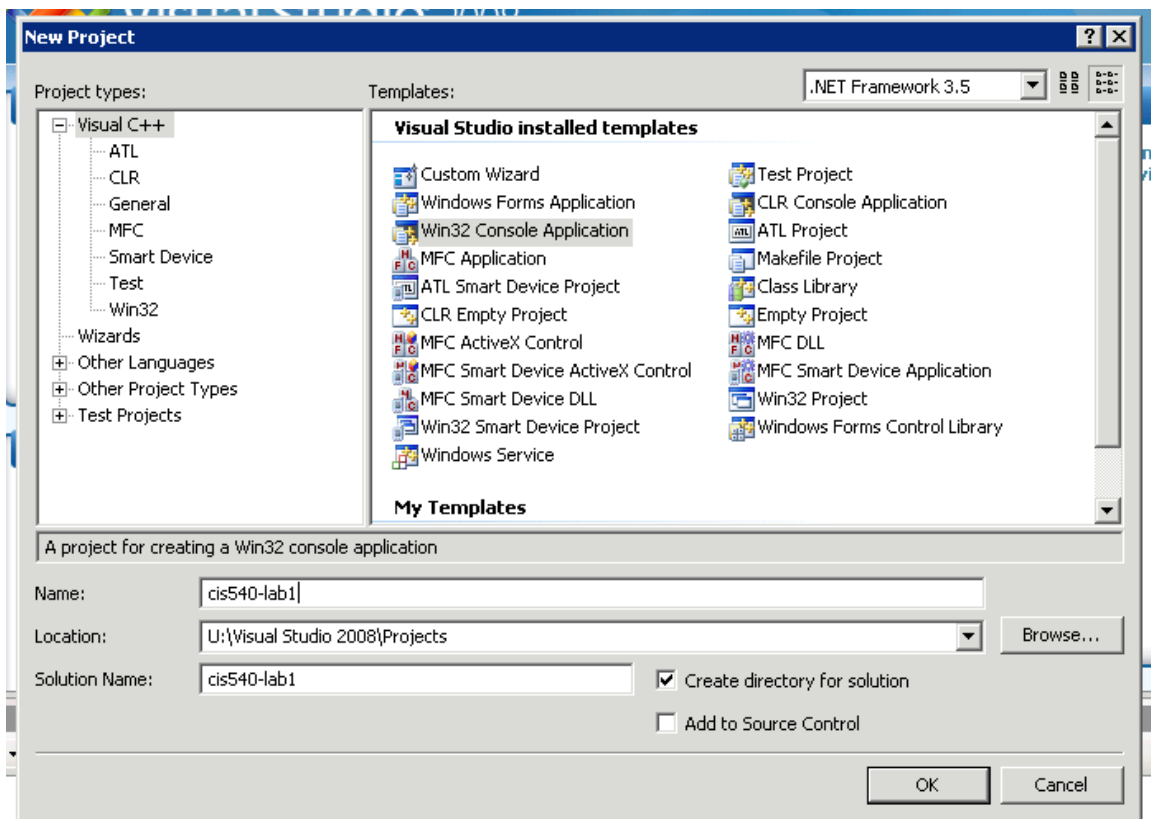 Visual Studio 2008
New Project
Project types:
Templates:
.NET Framework 3.5
Visual C++
ATL
CLR
General
MFC
Smart Device
Test
Win32
Wizards
Other Languages
Other Project Types
Test Projects
Visual Studio installed templates
Custom Wizard
Test Project
Windows Forms Application
CLR Console Application
Win32 Console Application
ATL Project
MFC Application
Makefile Project
ATL Smart Device Project
Class Library
CLR Empty Project
Empty Project
MFC ActiveX Control
MFC DLL
MFC Smart Device ActiveX Control
MFC Smart Device Application
MFC Smart Device DLL
Win32 Project
Win32 Smart Device Project
Windows Forms Control Library
Windows Service
My Templates
A project for creating a Win32 console application
Name:
cis540-lab1
Location:
U:\Visual Studio 2008\Projects
Browse...
Solution Name:
cis540-lab1
Create directory for solution
Add to Source Control
OK
Cancel